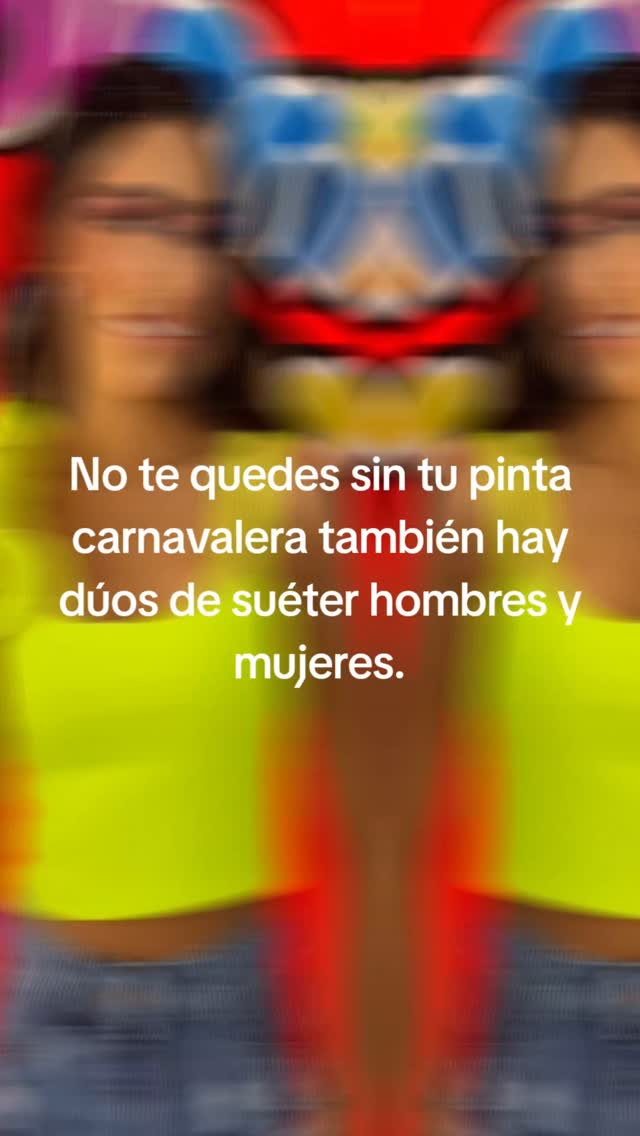 No te quedes sin tu pinta
carnavalera también hay
dúos de suéter hombres y
mujeres.